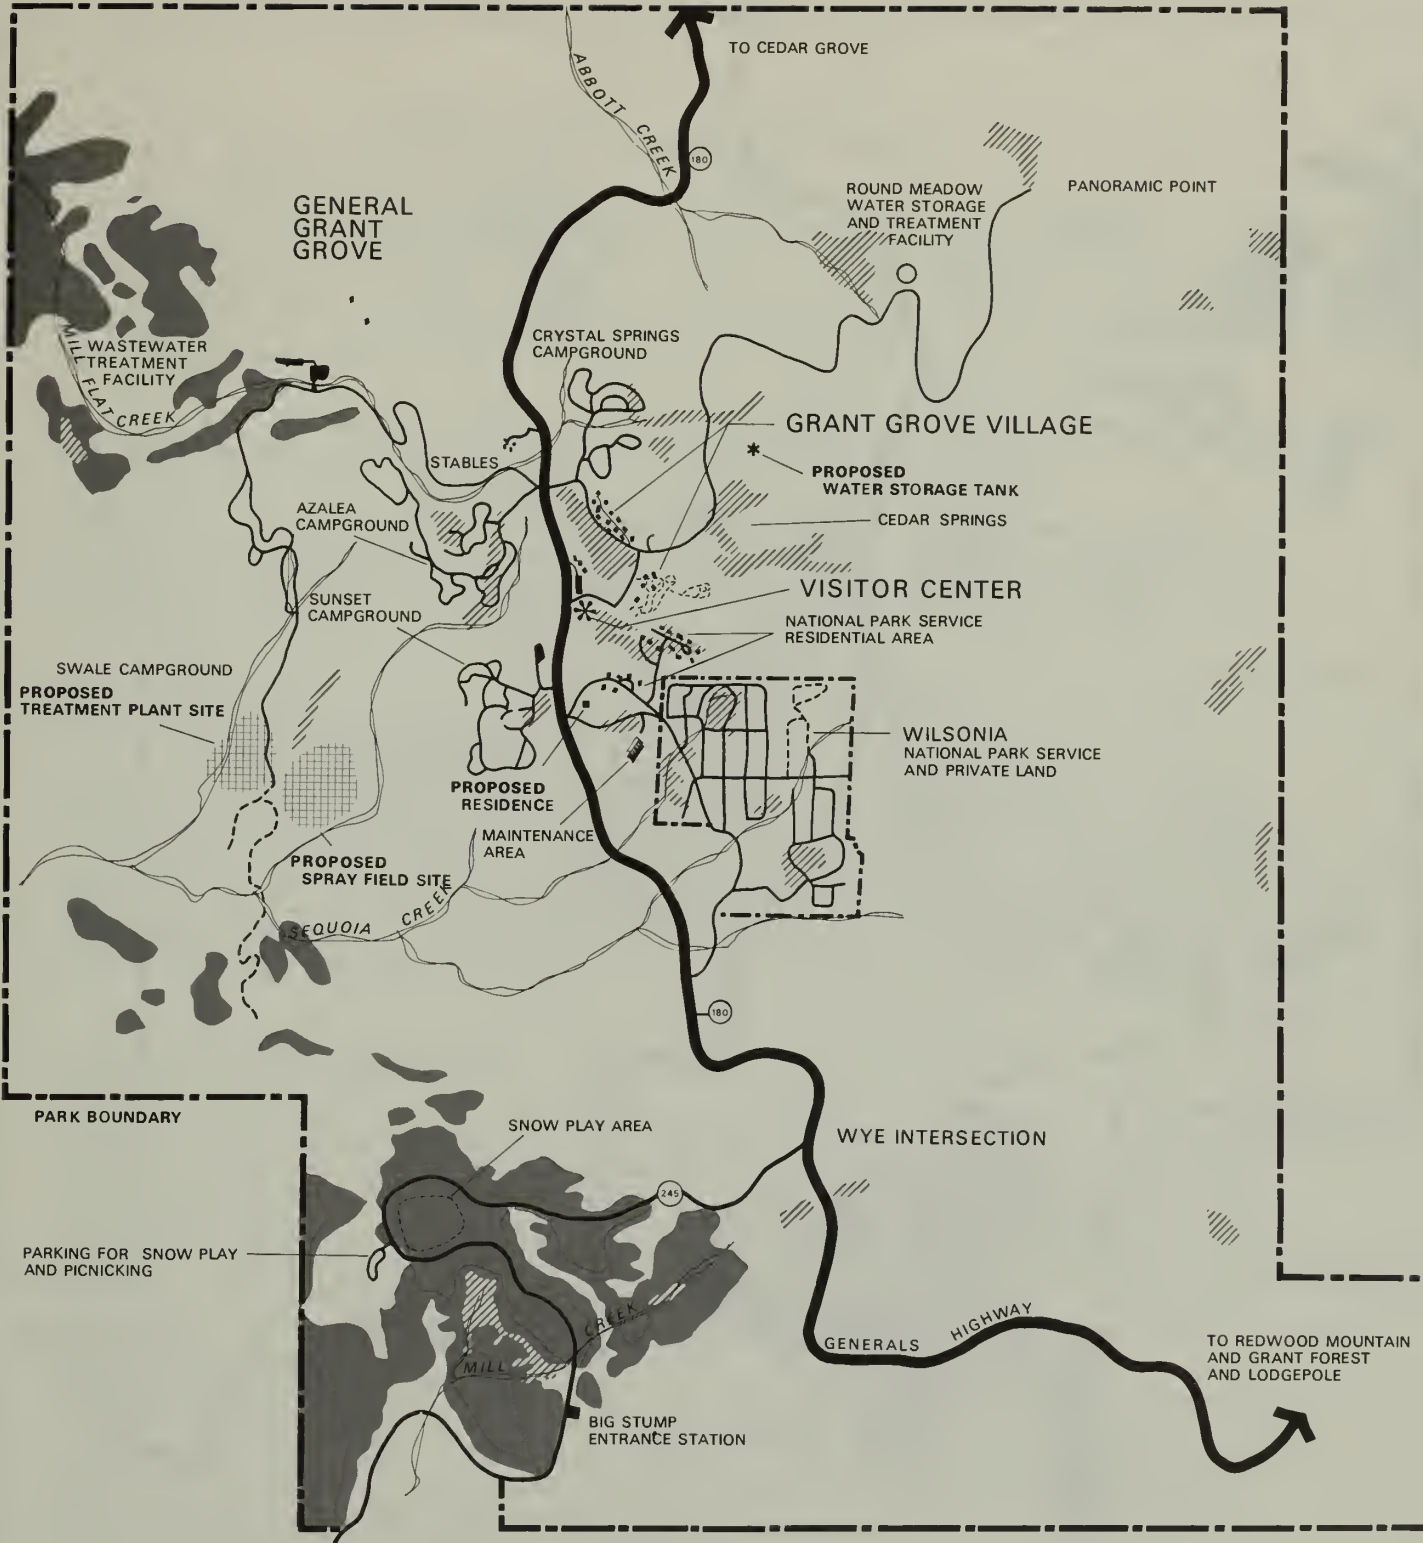 TO CEDAR GROVE
ABBOTT CREEK
180
GENERAL
GRANT
GROVE
ROUND MEADOW
WATER STORAGE
AND TREATMENT
FACILITY
PANORAMIC POINT
CRYSTAL SPRINGS
CAMPGROUND
WASTEWATER
TREATMENT
FACILITY
MILL FLAT CREEK
GRANT GROVE VILLAGE
STABLES
PROPOSED
WATER STORAGE TANK
AZALEA
CAMPGROUND
CEDAR SPRINGS
VISITOR CENTER
SUNSET
CAMPGROUND
NATIONAL PARK SERVICE
RESIDENTIAL AREA
SWALE CAMPGROUND
PROPOSED
TREATMENT PLANT SITE
WILSONIA
NATIONAL PARK SERVICE
AND PRIVATE LAND
PROPOSED
RESIDENCE
MAINTENANCE
AREA
PROPOSED
SPRAY FIELD SITE
SEQUOIA CREEK
180
PARK BOUNDARY
SNOW PLAY AREA
WYE INTERSECTION
245
PARKING FOR SNOW PLAY
AND PICNICKING
MILL CREEK
GENERALS HIGHWAY
TO REDWOOD MOUNTAIN
AND GRANT FOREST
AND LODGEPOLE
BIG STUMP
ENTRANCE STATION